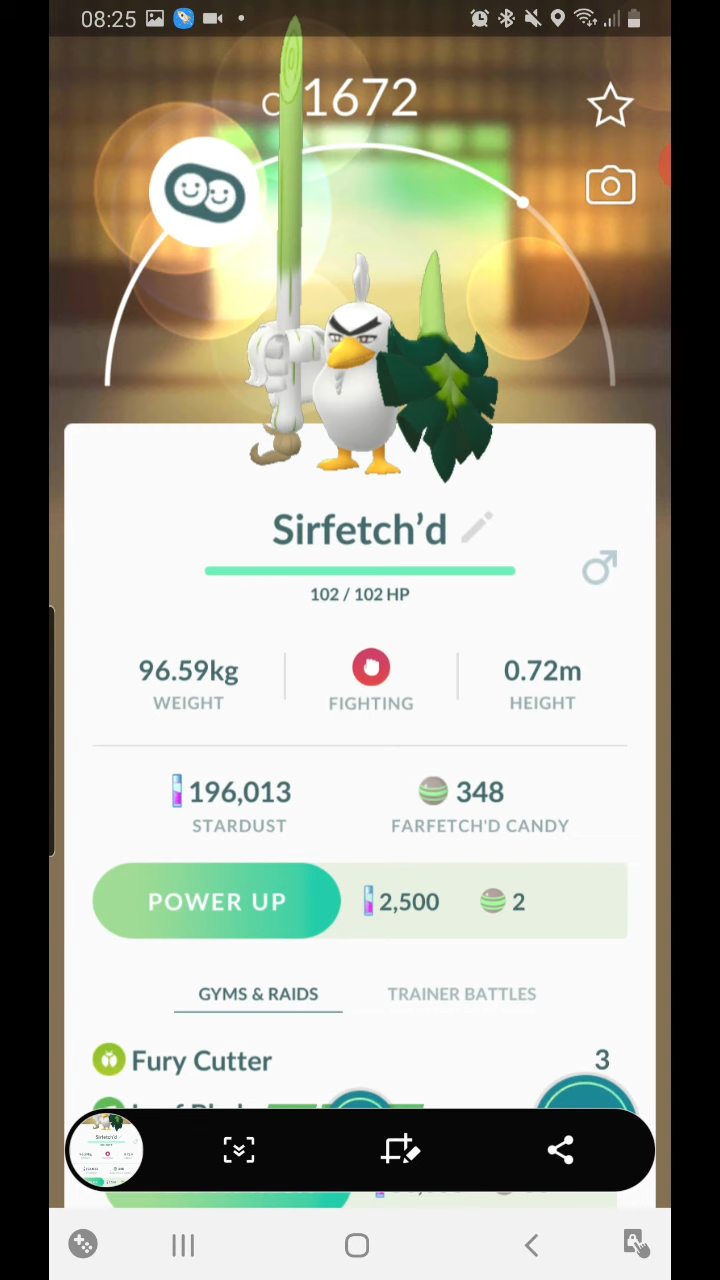 08:25
C 1672
Sirfetch'd
102 / 102 HP
96.59kg
WEIGHT
FIGHTING
0.72m
HEIGHT
196,013
STARDUST
348
FARFETCH'D CANDY
POWER UP
2,500
2
GYMS & RAIDS
TRAINER BATTLES
Fury Cutter
3